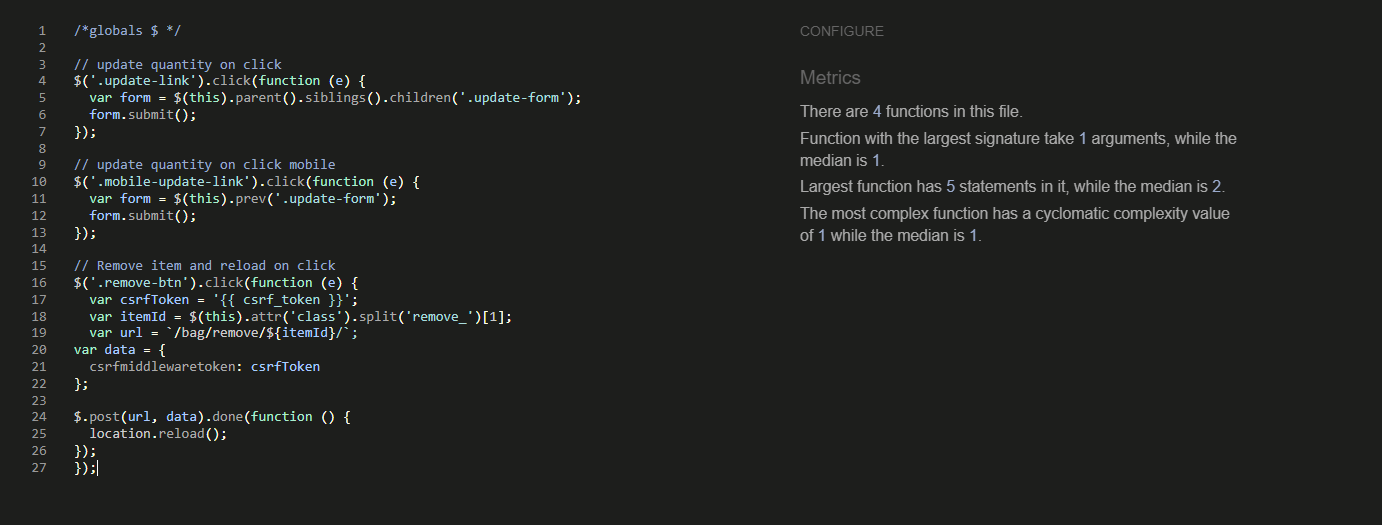 1 /*globals $ */
2
3 // update quantity on click
4 $('.update-link').click(function (e) {
5   var form = $(this).parent().siblings().children('.update-form');
6   form.submit();
7 });
8
9 // update quantity on click mobile
10 $('.mobile-update-link').click(function (e) {
11   var form = $(this).prev('.update-form');
12   form.submit();
13 });
14
15 // Remove item and reload on click
16 $('.remove-btn').click(function (e) {
17   var csrfToken = '{{ csrf_token }}';
18   var itemId = $(this).attr('class').split('remove_')[1];
19   var url = `/bag/remove/${itemId}/`;
20 var data = {
21   csrfmiddlewaretoken: csrfToken
22 };
23
24 $.post(url, data).done(function () {
25   location.reload();
26 });
27 });
CONFIGURE
Metrics
There are 4 functions in this file.
Function with the largest signature take 1 arguments, while the
median is 1.
Largest function has 5 statements in it, while the median is 2.
The most complex function has a cyclomatic complexity value
of 1 while the median is 1.